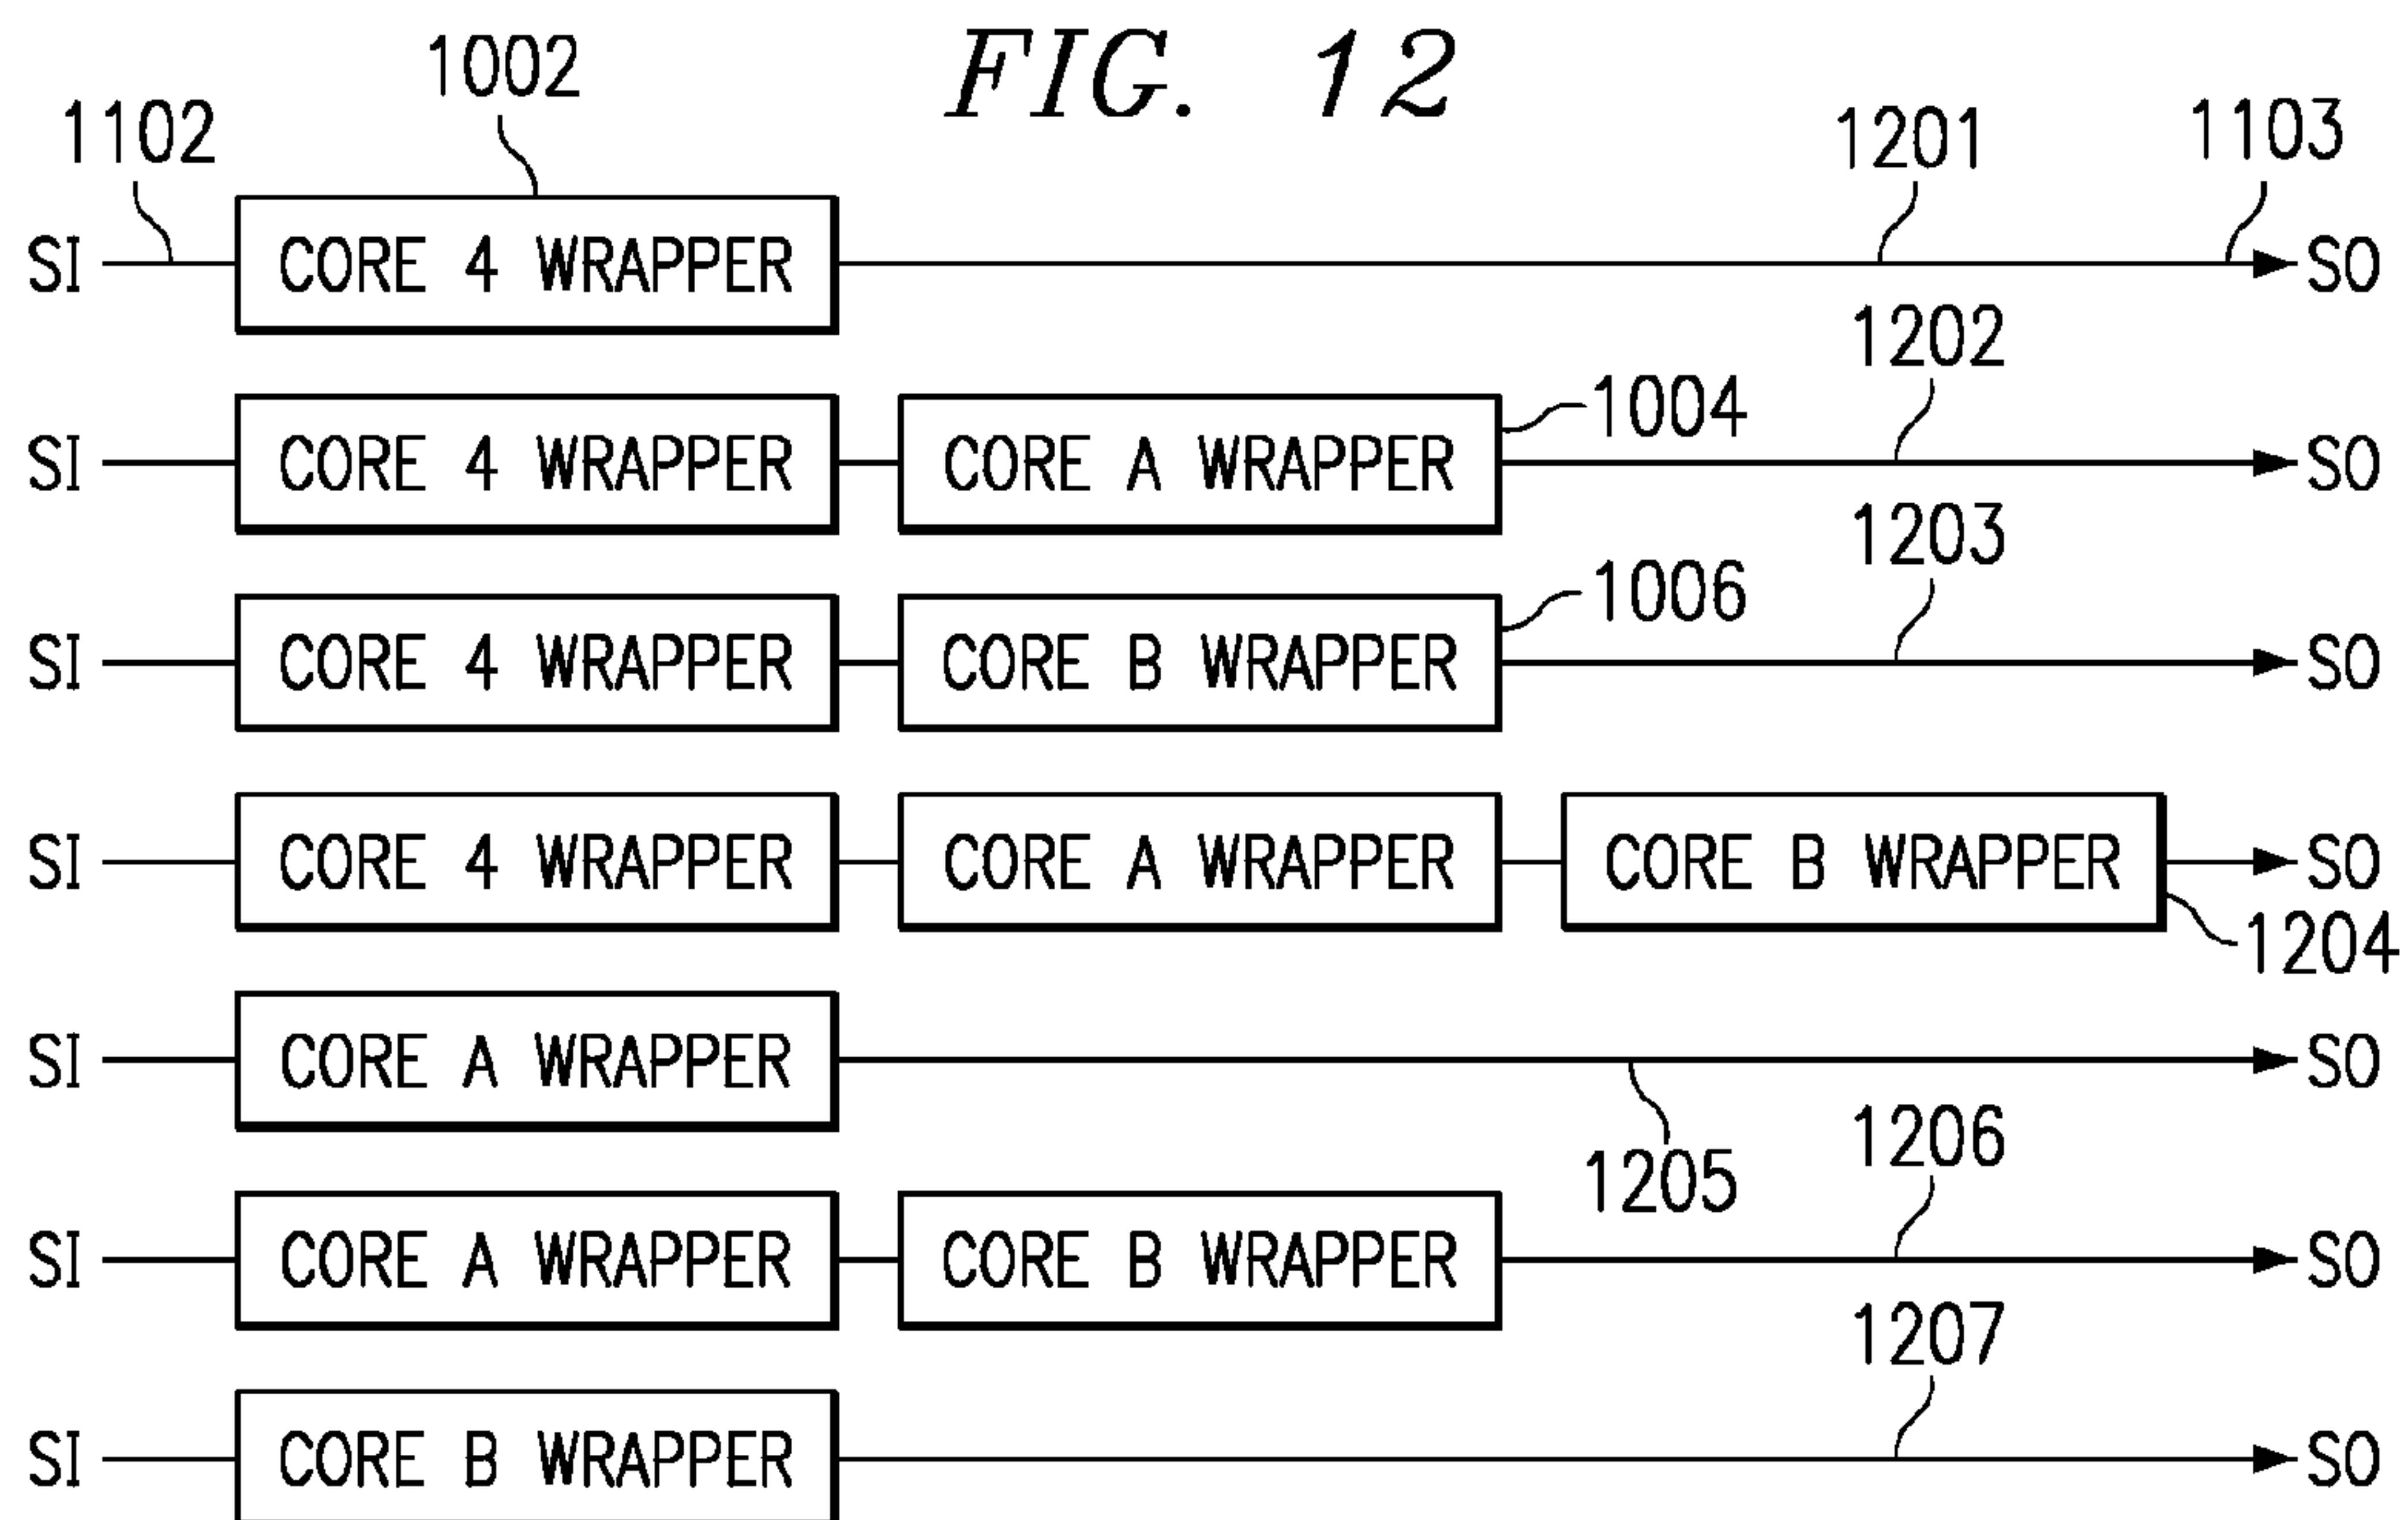 FIG. 12
1002
1102
1201
1103
SI CORE 4 WRAPPER SO
1202
1004
SI CORE 4 WRAPPER CORE A WRAPPER SO
1203
1006
SI CORE 4 WRAPPER CORE B WRAPPER SO
SI CORE 4 WRAPPER CORE A WRAPPER CORE B WRAPPER SO
1204
SI CORE A WRAPPER SO
1205
1206
SI CORE A WRAPPER CORE B WRAPPER SO
1207
SI CORE B WRAPPER SO